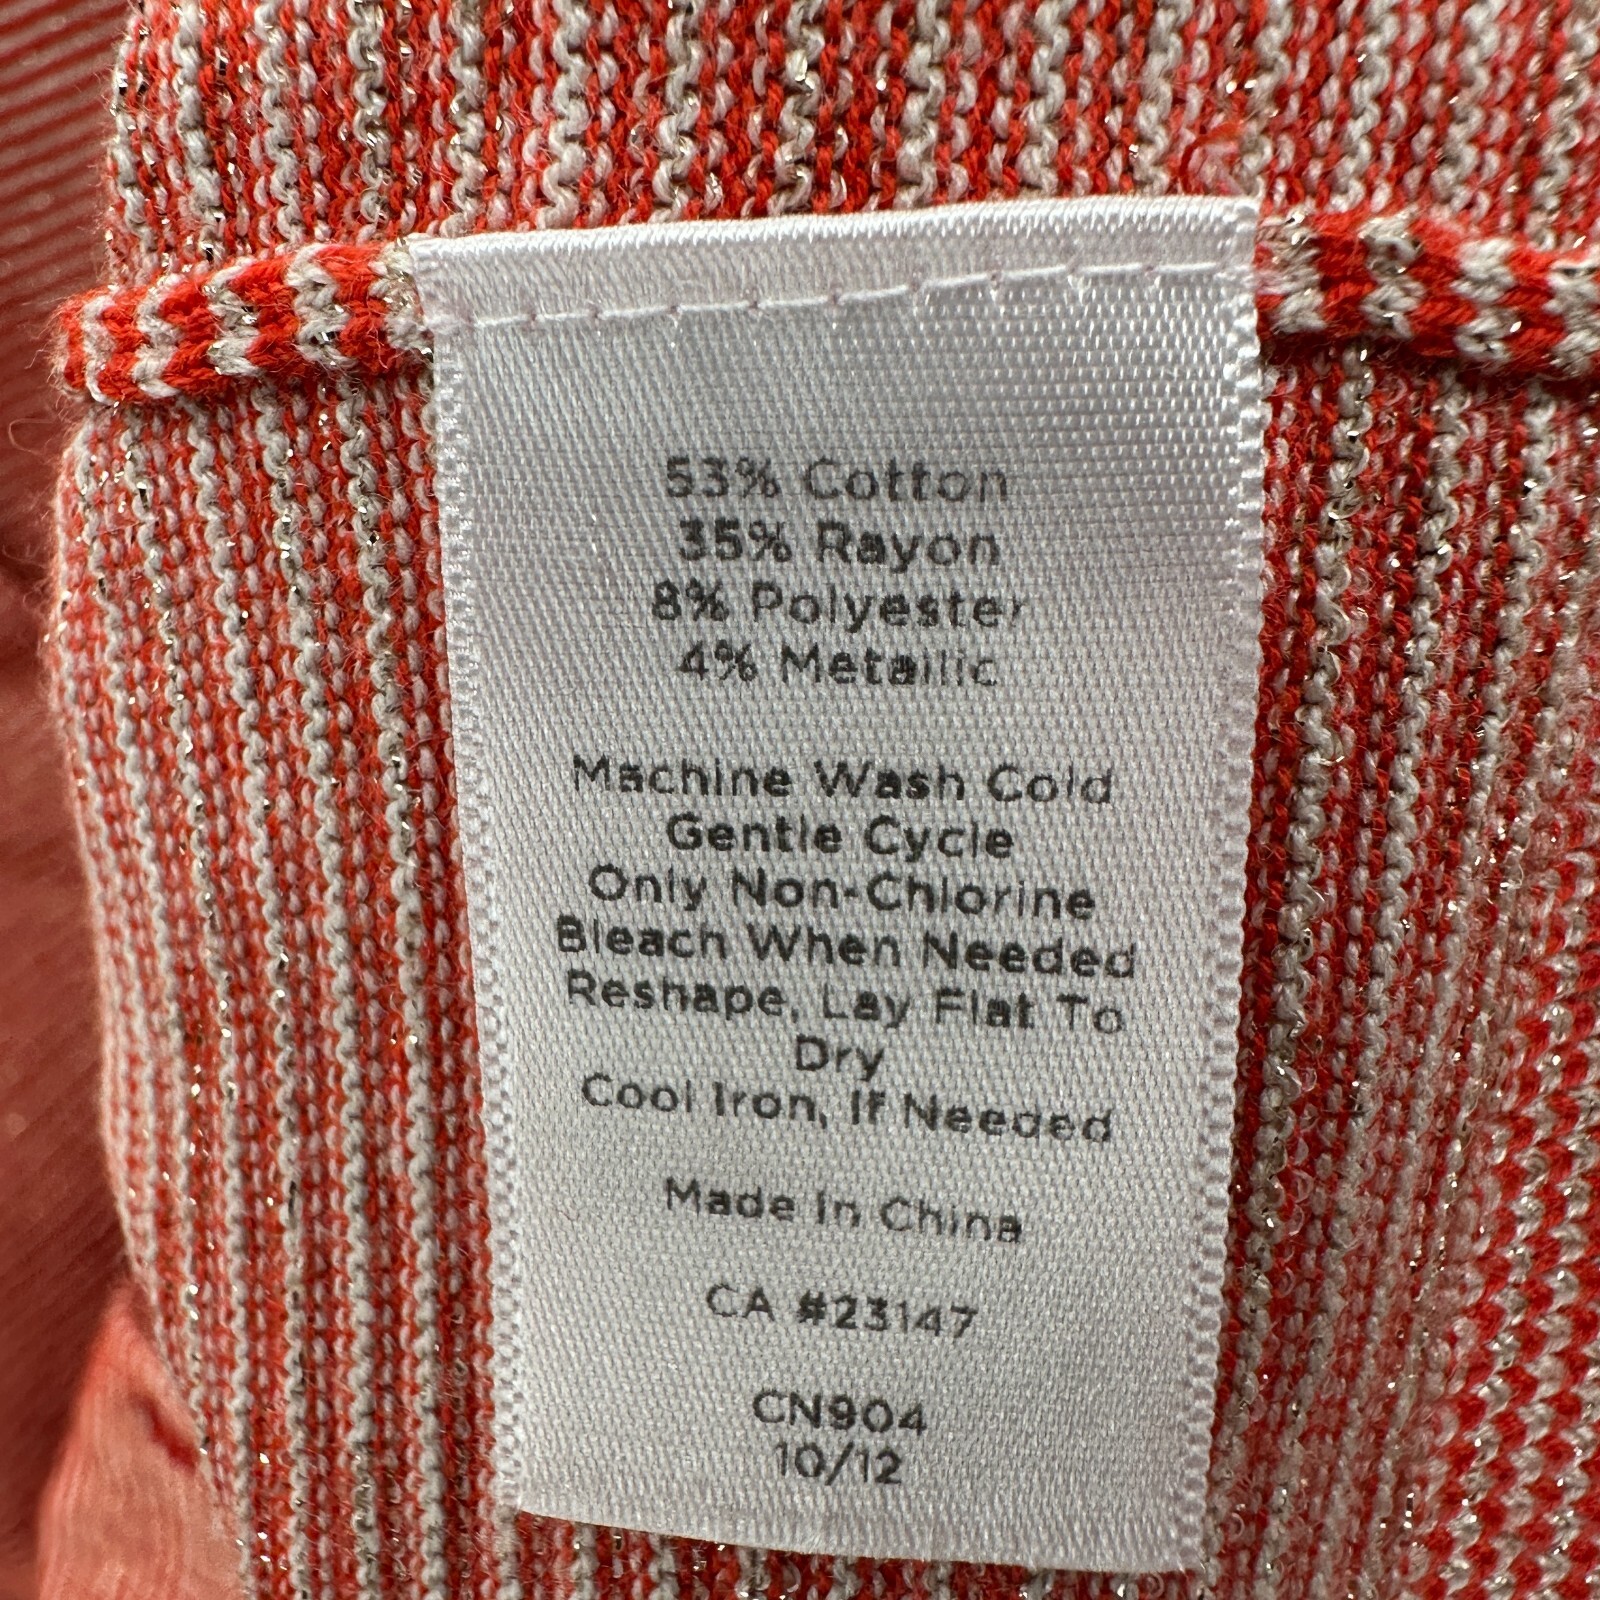 53% Cotton
35% Rayon
8% Polyester
4% Metallic
Machine Wash Cold
Gentle Cycle
Only Non-Chlorine
Bleach When Needed
Reshape, Lay Flat To
Dry
Cool Iron, If Needed
Made In China
CA #23147
CN904
10/12